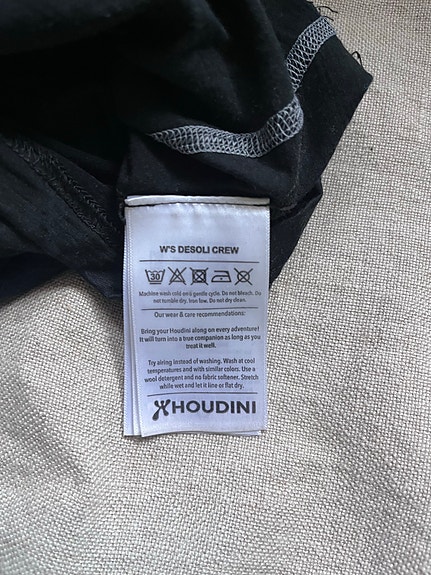 W'S DESOLI CREW
30
Machine wash cold on gentle cycle. Do not bleach. Do
not tumble dry. Iron low. Do not dry clean.
Our wear & care recommendations:
Bring your Houdini along on every adventure!
It will turn into a true companion as long as you
treat it well.
Try airing instead of washing. Wash at cool
temperatures and with similar colors. Use a
wool detergent and no fabric softener. Stretch
while wet and let it line or flat dry.
HOUDINI